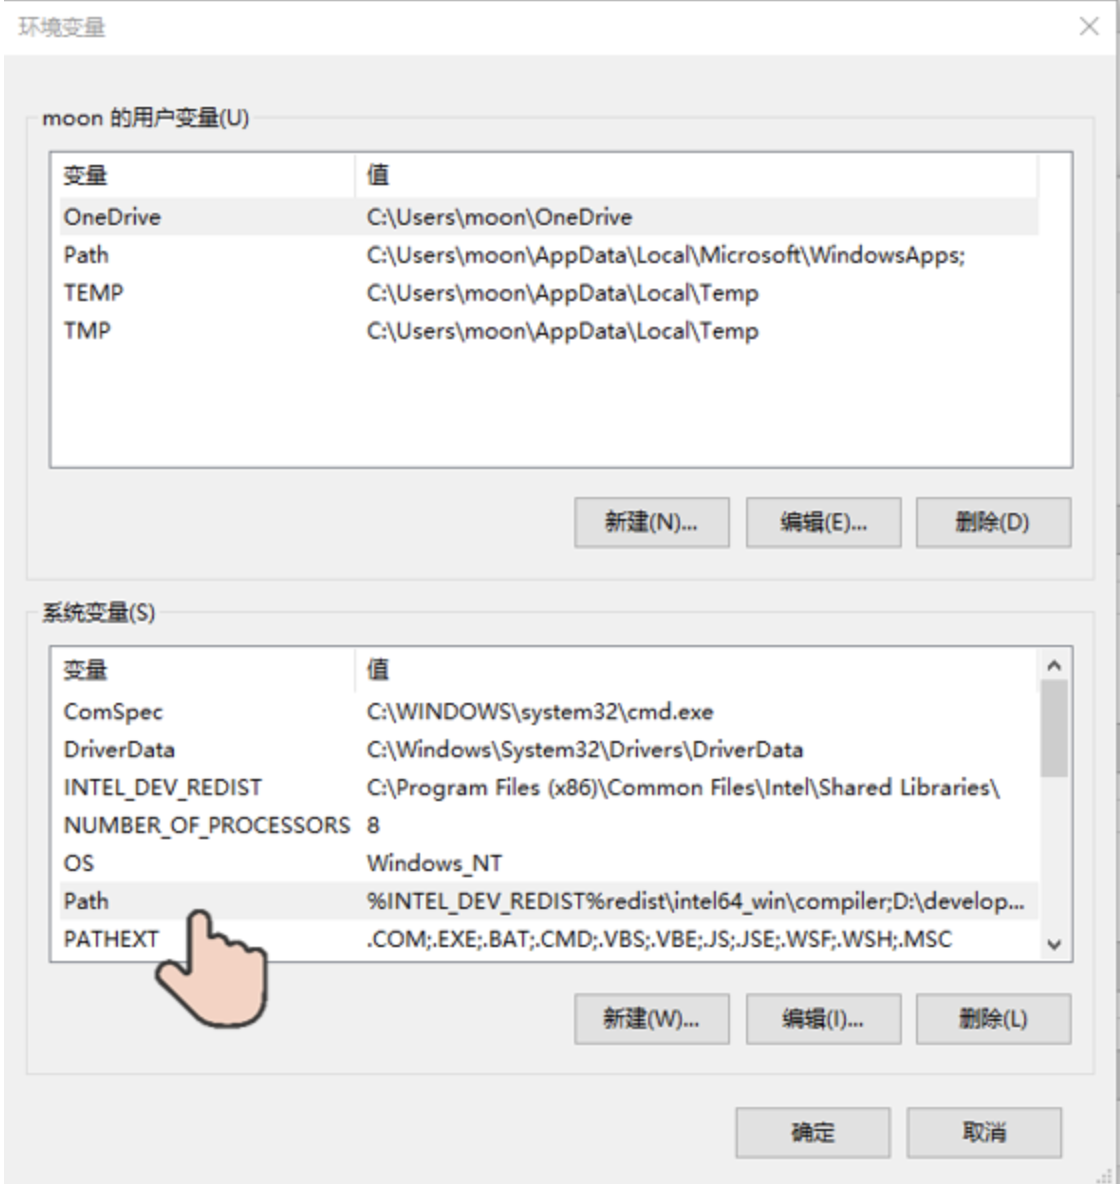 环境变量
moon 的用户变量(U)
变量 值
OneDrive C:\Users\moon\OneDrive
Path C:\Users\moon\AppData\Local\Microsoft\WindowsApps;
TEMP C:\Users\moon\AppData\Local\Temp
TMP C:\Users\moon\AppData\Local\Temp
新建(N)... 编辑(E)... 删除(D)
系统变量(S)
变量 值
ComSpec C:\WINDOWS\system32\cmd.exe
DriverData C:\Windows\System32\Drivers\DriverData
INTEL_DEV_REDIST C:\Program Files (x86)\Common Files\Intel\Shared Libraries\
NUMBER_OF_PROCESSORS 8
OS Windows_NT
Path %INTEL_DEV_REDIST%redist\intel64_win\compiler;D:\develop...
PATHEXT .COM;.EXE;.BAT;.CMD;.VBS;.VBE;.JS;.JSE;.WSF;.WSH;.MSC
新建(W)... 编辑(I)... 删除(L)
确定 取消